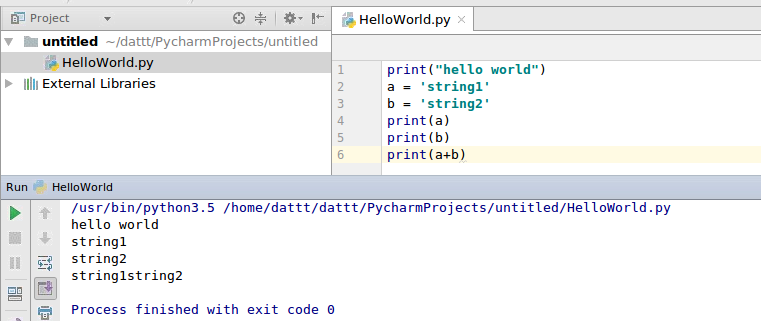 Project
untitled ~/dattt/PycharmProjects/untitled
HelloWorld.py
External Libraries
HelloWorld.py
1 print("hello world")
2 a = 'string1'
3 b = 'string2'
4 print(a)
5 print(b)
6 print(a+b)
Run HelloWorld
/usr/bin/python3.5 /home/dattt/dattt/PycharmProjects/untitled/HelloWorld.py
hello world
string1
string2
string1string2
Process finished with exit code 0